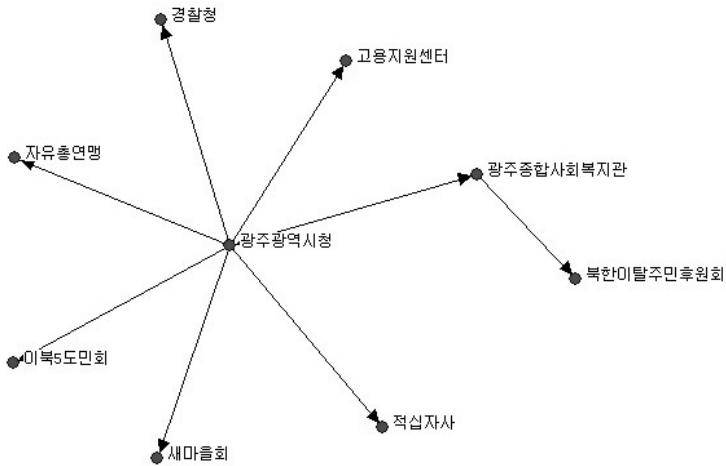 경찰청
고용지원센터
자유총연맹
광주종합사회복지관
광주광역시청
북한이탈주민후원회
이북5도민회
적십자사
새마을회